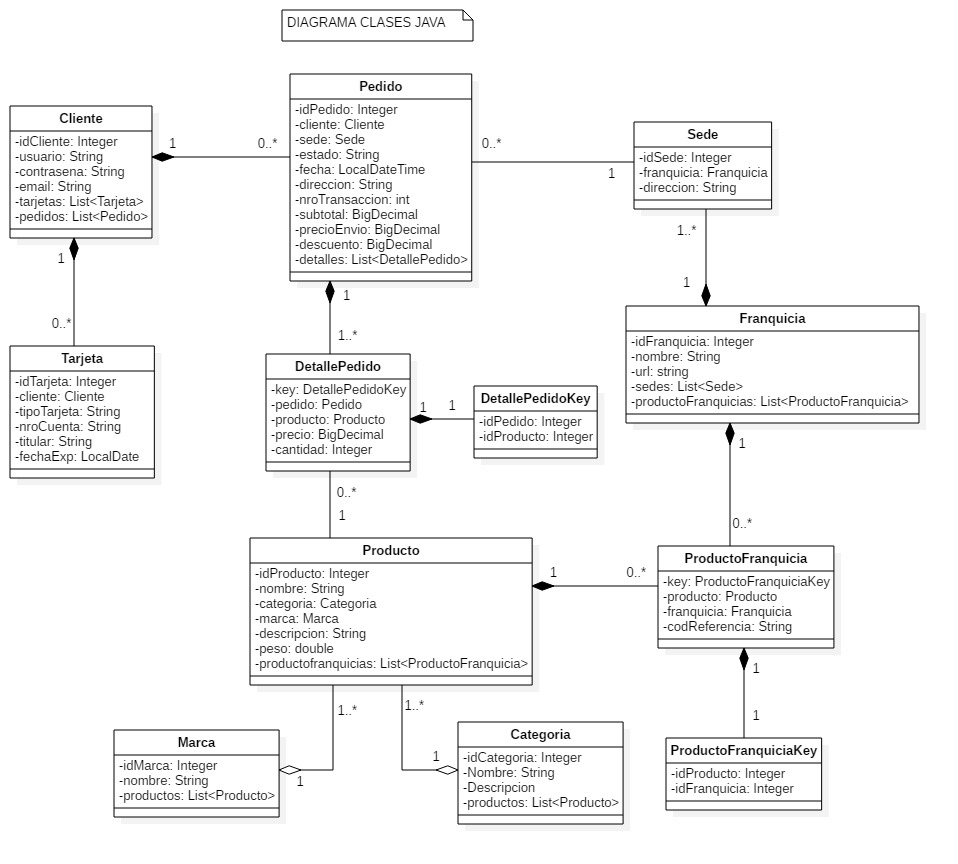 DIAGRAMA CLASES JAVA
Pedido
-idPedido: Integer
-cliente: Cliente
-sede: Sede
-estado: String
-fecha: LocalDateTime
-direccion: String
-nroTransaccion: int
-subtotal: BigDecimal
-precioEnvio: BigDecimal
-descuento: BigDecimal
-detalles: List<DetallePedido>
Cliente
-idCliente: Integer
-usuario: String
-contrasena: String
-email: String
-tarjetas: List<Tarjeta>
-pedidos: List<Pedido>
1
0..*
0..*
1
Sede
-idSede: Integer
-franquicia: Franquicia
-direccion: String
1
0..*
1
1..*
1..*
1
Franquicia
-idFranquicia: Integer
-nombre: String
-url: string
-sedes: List<Sede>
-productoFranquicias: List<ProductoFranquicia>
Tarjeta
-idTarjeta: Integer
-cliente: Cliente
-tipoTarjeta: String
-nroCuenta: String
-titular: String
-fechaExp: LocalDate
DetallePedido
-key: DetallePedidoKey
-pedido: Pedido
-producto: Producto
-precio: BigDecimal
-cantidad: Integer
1
1
DetallePedidoKey
-idPedido: Integer
-idProducto: Integer
0..*
1
1
0..*
Producto
-idProducto: Integer
-nombre: String
-categoria: Categoria
-marca: Marca
-descripcion: String
-peso: double
-productofranquicias: List<ProductoFranquicia>
1
0..*
ProductoFranquicia
-key: ProductoFranquiciaKey
-producto: Producto
-franquicia: Franquicia
-codReferencia: String
1
1
1..*
1
1..*
1
Marca
-idMarca: Integer
-nombre: String
-productos: List<Producto>
Categoria
-idCategoria: Integer
-Nombre: String
-Descripcion
-productos: List<Producto>
ProductoFranquiciaKey
-idProducto: Integer
-idFranquicia: Integer